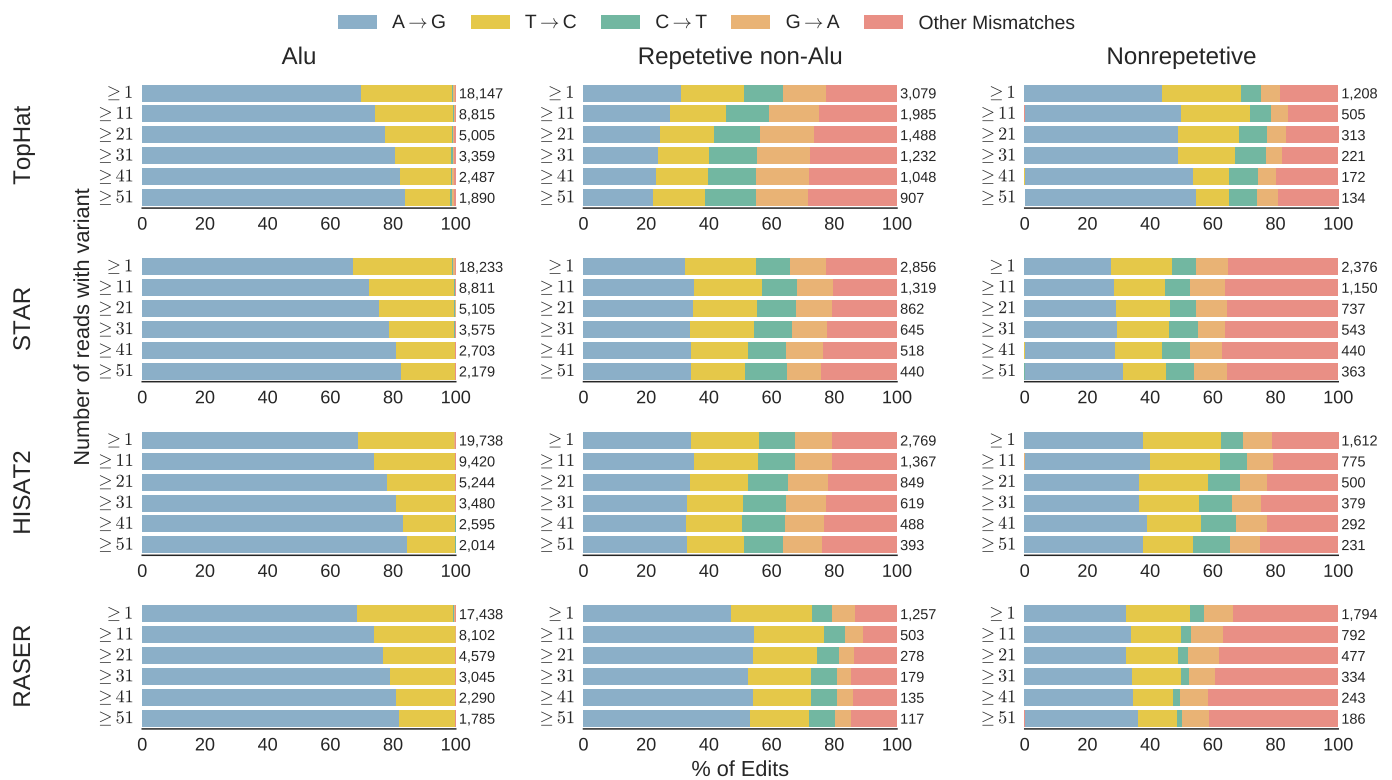 A→G T→C C→T G→A Other Mismatches
Alu Repetetive non-Alu Nonrepetetive
TopHat
≥1 18,147 ≥1 3,079 ≥1 1,208
≥11 8,815 ≥11 1,985 ≥11 505
≥21 5,005 ≥21 1,488 ≥21 313
≥31 3,359 ≥31 1,232 ≥31 221
≥41 2,487 ≥41 1,048 ≥41 172
≥51 1,890 ≥51 907 ≥51 134
0 20 40 60 80 100 0 20 40 60 80 100 0 20 40 60 80 100
Number of reads with variant
STAR
≥1 18,233 ≥1 2,856 ≥1 2,376
≥11 8,811 ≥11 1,319 ≥11 1,150
≥21 5,105 ≥21 862 ≥21 737
≥31 3,575 ≥31 645 ≥31 543
≥41 2,703 ≥41 518 ≥41 440
≥51 2,179 ≥51 440 ≥51 363
0 20 40 60 80 100 0 20 40 60 80 100 0 20 40 60 80 100
HISAT2
≥1 19,738 ≥1 2,769 ≥1 1,612
≥11 9,420 ≥11 1,367 ≥11 775
≥21 5,244 ≥21 849 ≥21 500
≥31 3,480 ≥31 619 ≥31 379
≥41 2,595 ≥41 488 ≥41 292
≥51 2,014 ≥51 393 ≥51 231
0 20 40 60 80 100 0 20 40 60 80 100 0 20 40 60 80 100
RASER
≥1 17,438 ≥1 1,257 ≥1 1,794
≥11 8,102 ≥11 503 ≥11 792
≥21 4,579 ≥21 278 ≥21 477
≥31 3,045 ≥31 179 ≥31 334
≥41 2,290 ≥41 135 ≥41 243
≥51 1,785 ≥51 117 ≥51 186
0 20 40 60 80 100 0 20 40 60 80 100 0 20 40 60 80 100
% of Edits